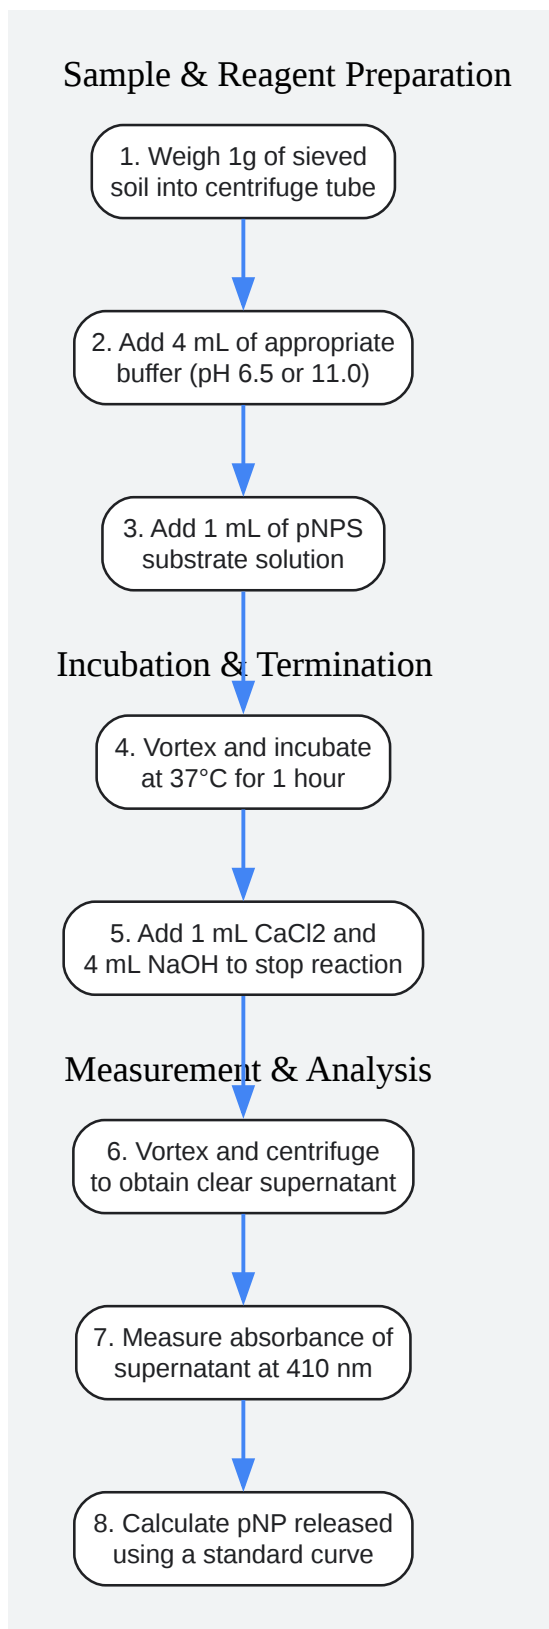 Sample & Reagent Preparation
1. Weigh 1g of sieved
soil into centrifuge tube
2. Add 4 mL of appropriate
buffer (pH 6.5 or 11.0)
3. Add 1 mL of pNPS
substrate solution
Incubation & Termination
4. Vortex and incubate
at 37°C for 1 hour
5. Add 1 mL CaCl2 and
4 mL NaOH to stop reaction
Measurement & Analysis
6. Vortex and centrifuge
to obtain clear supernatant
7. Measure absorbance of
supernatant at 410 nm
8. Calculate pNP released
using a standard curve